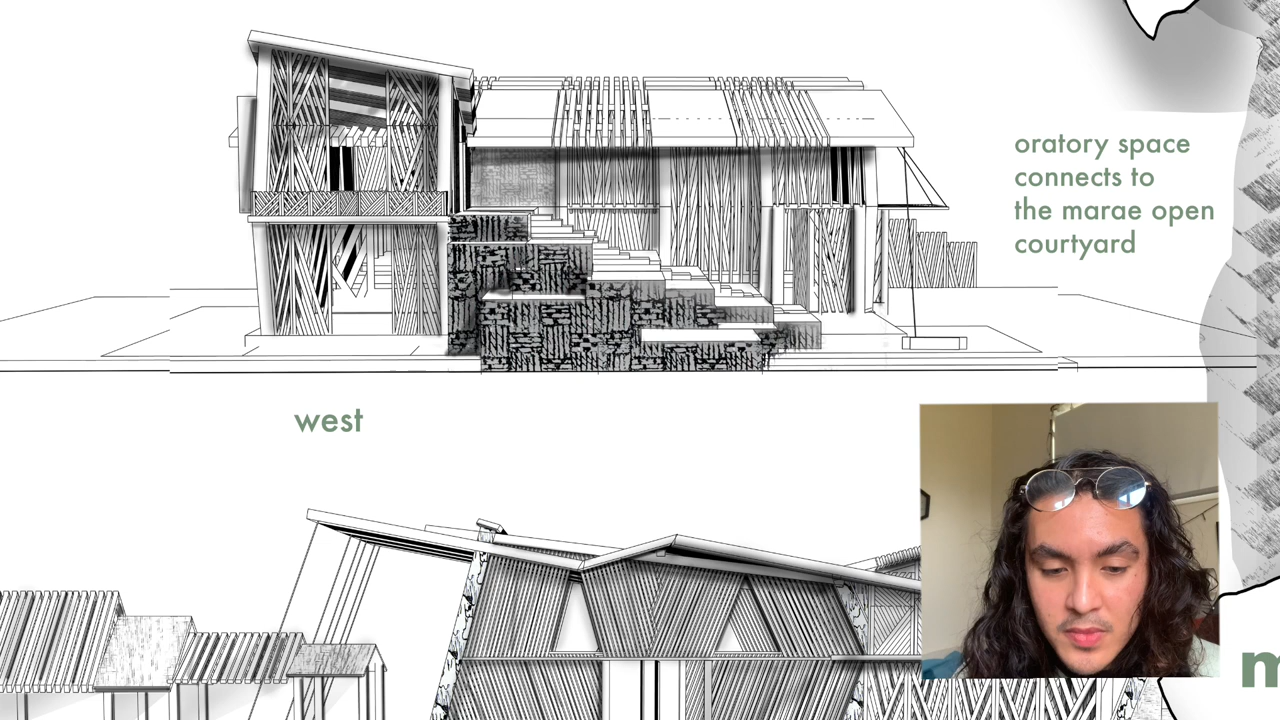 oratory space
connects to
the marae open
courtyard
west
m